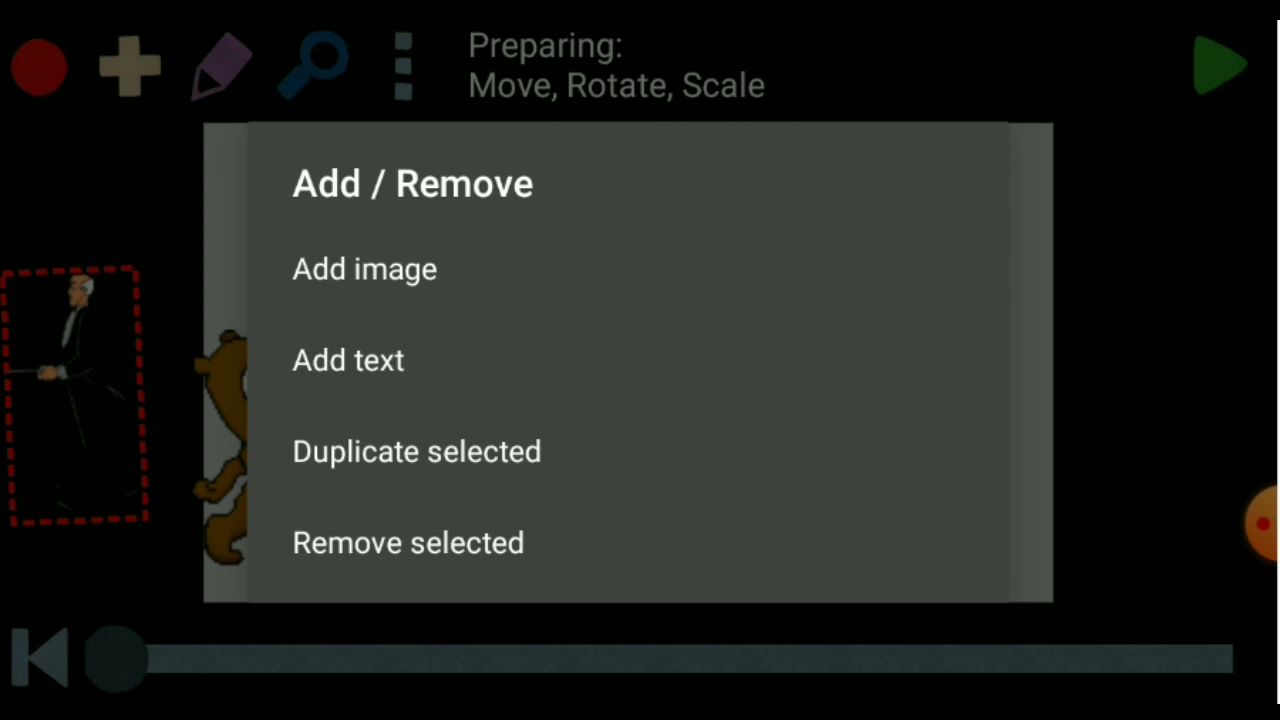 Preparing:
Move, Rotate, Scale
Add / Remove
Add image
Add text
Duplicate selected
Remove selected